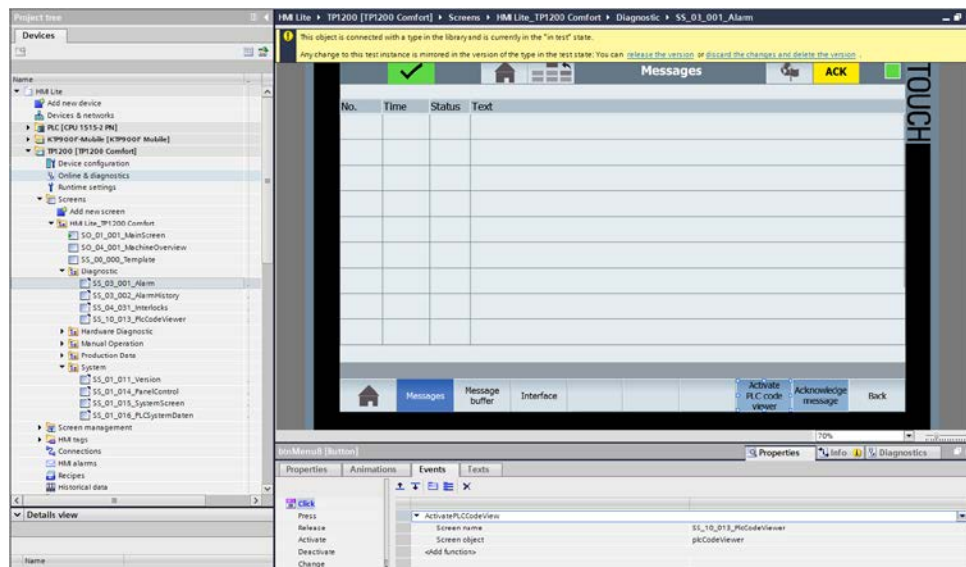 Project tree
HMI Lite ▸ TP1200 [TP1200 Comfort] ▸ Screens ▸ HMI Lite_TP1200 Comfort ▸ Diagnostic ▸ SS_03_001_Alarm
Devices
This object is connected with a type in the library and is currently in the "in test" state.
Any change to this test instance is mirrored in the version of the type in the test state: You can release the version or discard the changes and delete the version .
Name
HMI Lite
Add new device
Devices & networks
PLC [CPU 1515-2 PN]
KTP900F-Mobile [KTP900F Mobile]
TP1200 [TP1200 Comfort]
Device configuration
Online & diagnostics
Runtime settings
Screens
Add new screen
HMI Lite_TP1200 Comfort
SO_01_001_MainScreen
SO_04_001_MachineOverview
SS_00_000_Template
Diagnostic
SS_03_001_Alarm
SS_03_002_AlarmHistory
SS_04_031_Interlocks
SS_10_013_PlcCodeViewer
Hardware Diagnostic
Manual Operation
Production Data
System
SS_01_011_Version
SS_01_014_PanelControl
SS_01_015_SystemScreen
SS_01_016_PLCSystemDaten
Screen management
HMI tags
Connections
HMI alarms
Recipes
Historical data
Details view
Name
Messages
ACK
TOUCH
No. Time Status Text
Messages
Message buffer
Interface
Activate PLC code viewer
Acknowledge message
Back
70%
btnMenu8 [Button]
Properties Info Diagnostics
Properties Animations Events Texts
Click
Press
Release
Activate
Deactivate
Change
ActivatePLCCodeView
Screen name SS_10_013_PlcCodeViewer
Screen object plcCodeViewer
<Add function>